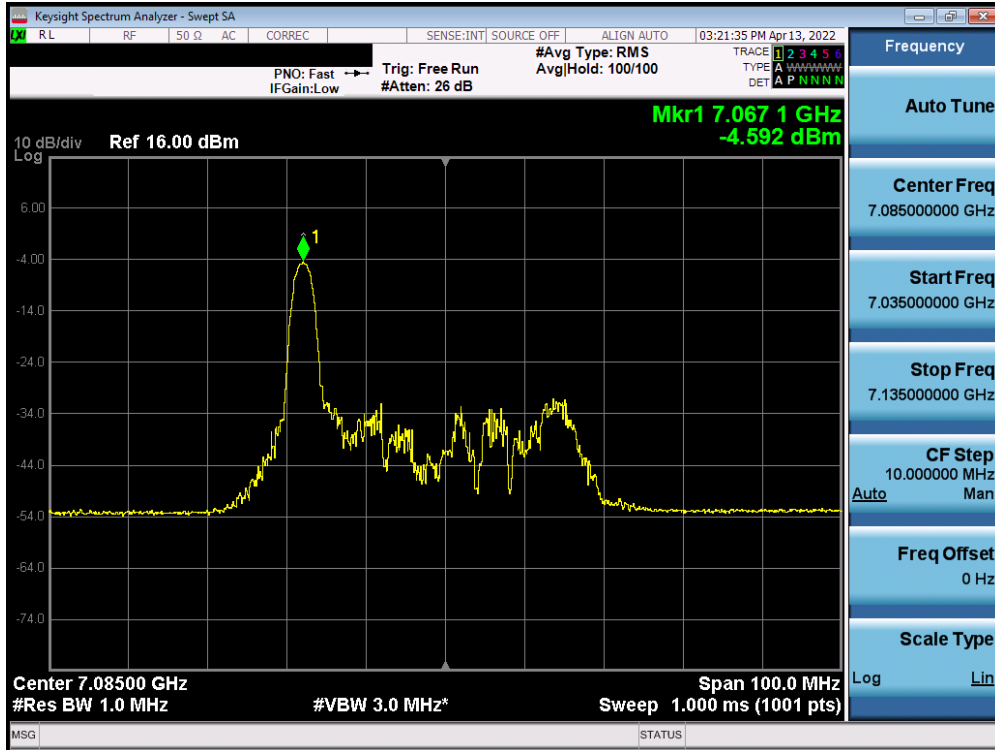 Keysight Spectrum Analyzer - Swept SA
LXI RL RF 50 Ω AC CORREC SENSE:INT SOURCE OFF ALIGN AUTO 03:21:35 PM Apr 13, 2022
PNO: Fast
IFGain:Low
Trig: Free Run
#Atten: 26 dB
#Avg Type: RMS
Avg|Hold: 100/100
TRACE 1 2 3 4 5 6
TYPE A WWWWW
DET A P N N N N
Mkr1 7.067 1 GHz
-4.592 dBm
10 dB/div
Log
Ref 16.00 dBm
1
6.00
-4.00
-14.0
-24.0
-34.0
-44.0
-54.0
-64.0
-74.0
Center 7.08500 GHz
#Res BW 1.0 MHz
#VBW 3.0 MHz*
Span 100.0 MHz
Sweep 1.000 ms (1001 pts)
MSG
STATUS
Frequency
Auto Tune
Center Freq
7.085000000 GHz
Start Freq
7.035000000 GHz
Stop Freq
7.135000000 GHz
CF Step
10.000000 MHz
Auto Man
Freq Offset
0 Hz
Scale Type
Log Lin